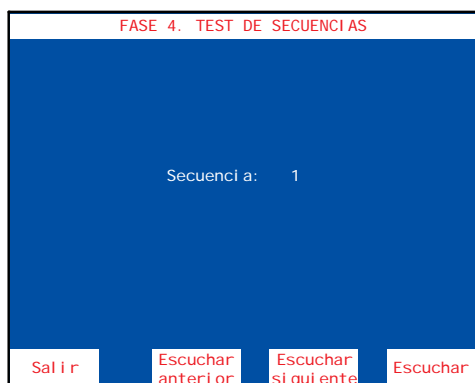 FASE 4. TEST DE SECUENCIAS
Secuencia: 1
Salir
Escuchar
anterior
Escuchar
siguiente
Escuchar